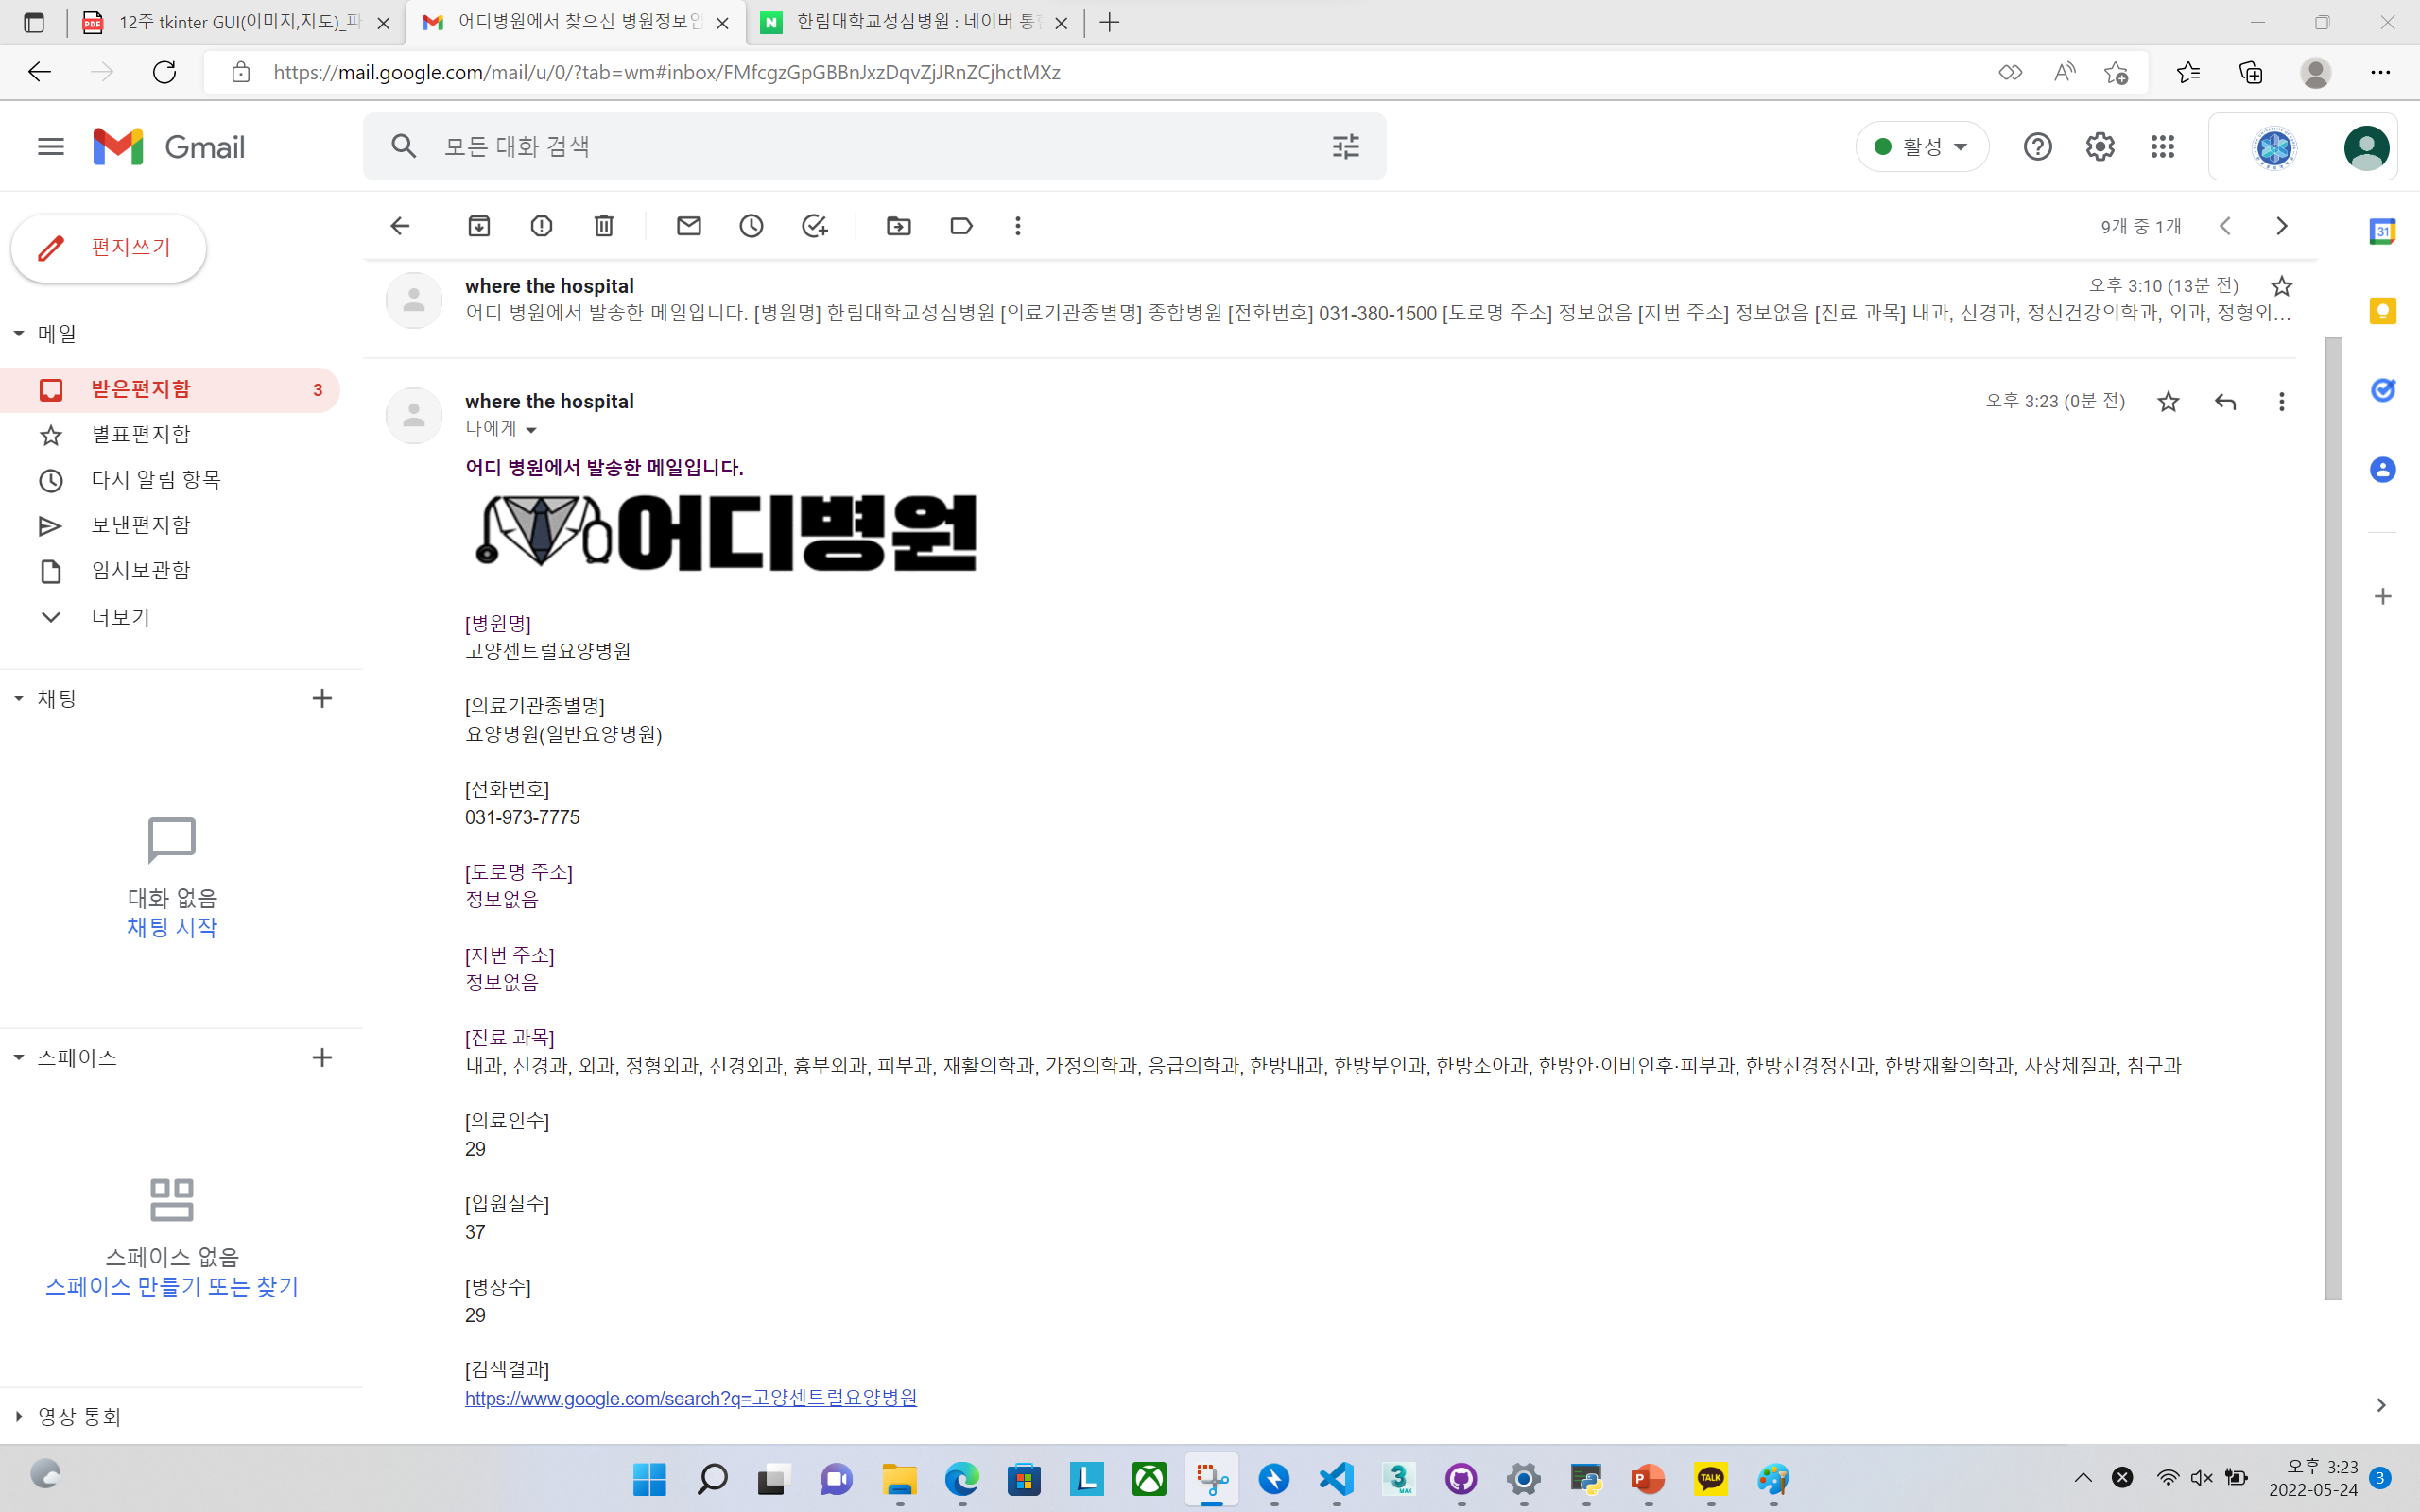 12주 tkinter GUI(이미지,지도)_파
어디병원에서 찾으신 병원정보입
한림대학교성심병원 : 네이버 통
https://mail.google.com/mail/u/0/?tab=wm#inbox/FMfcgzGpGBBnJxzDqvZjJRnZCjhctMXz
Gmail
모든 대화 검색
활성
편지쓰기
9개 중 1개
메일
받은편지함 3
별표편지함
다시 알림 항목
보낸편지함
임시보관함
더보기
채팅
대화 없음
채팅 시작
스페이스
스페이스 없음
스페이스 만들기 또는 찾기
영상 통화
where the hospital
오후 3:10 (13분 전)
어디 병원에서 발송한 메일입니다. [병원명] 한림대학교성심병원 [의료기관종별명] 종합병원 [전화번호] 031-380-1500 [도로명 주소] 정보없음 [지번 주소] 정보없음 [진료 과목] 내과, 신경과, 정신건강의학과, 외과, 정형외...
where the hospital
오후 3:23 (0분 전)
나에게
어디 병원에서 발송한 메일입니다.
어디병원
[병원명]
고양센트럴요양병원
[의료기관종별명]
요양병원(일반요양병원)
[전화번호]
031-973-7775
[도로명 주소]
정보없음
[지번 주소]
정보없음
[진료 과목]
내과, 신경과, 외과, 정형외과, 신경외과, 흉부외과, 피부과, 재활의학과, 가정의학과, 응급의학과, 한방내과, 한방부인과, 한방소아과, 한방안·이비인후·피부과, 한방신경정신과, 한방재활의학과, 사상체질과, 침구과
[의료인수]
29
[입원실수]
37
[병상수]
29
[검색결과]
https://www.google.com/search?q=고양센트럴요양병원
오후 3:23
2022-05-24
3